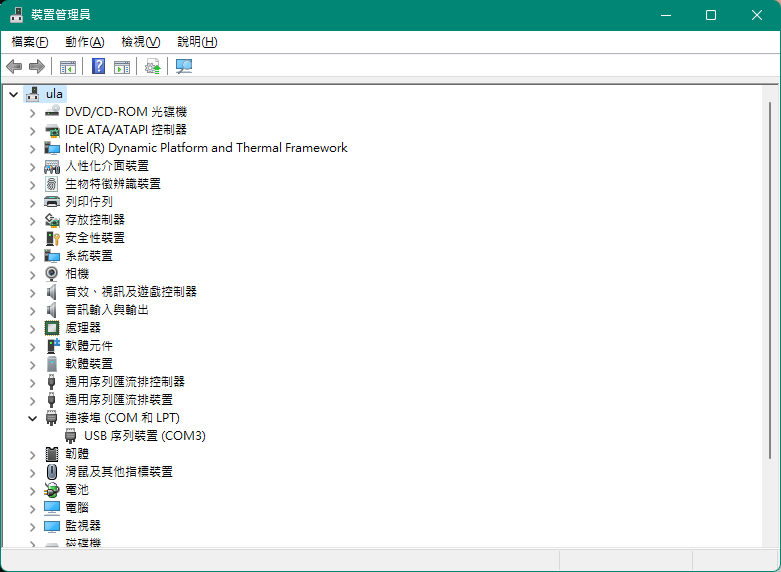 裝置管理員
檔案(F) 動作(A) 檢視(V) 說明(H)
ula
DVD/CD-ROM 光碟機
IDE ATA/ATAPI 控制器
Intel(R) Dynamic Platform and Thermal Framework
人性化介面裝置
生物特徵辨識裝置
列印佇列
存放控制器
安全性裝置
系統裝置
相機
音效、視訊及遊戲控制器
音訊輸入與輸出
處理器
軟體元件
軟體裝置
通用序列匯流排控制器
通用序列匯流排裝置
連接埠 (COM 和 LPT)
USB 序列裝置 (COM3)
韌體
滑鼠及其他指標裝置
電池
電腦
監視器
磁碟機